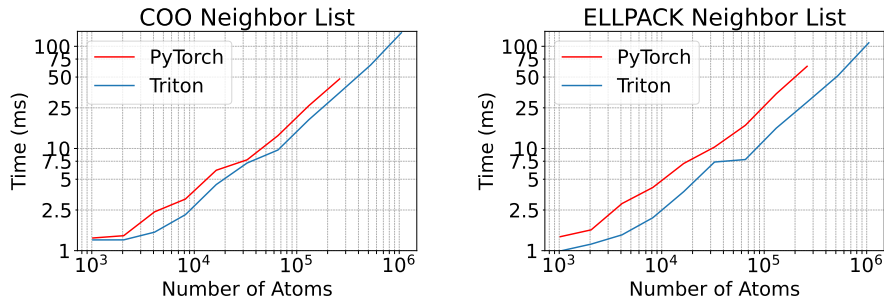 COO Neighbor List
100
75
50
25
10
7.5
5
2.5
1
Time (ms)
PyTorch
Triton
10³
10⁴
10⁵
10⁶
Number of Atoms
ELLPACK Neighbor List
100
75
50
25
10
7.5
5
2.5
1
Time (ms)
PyTorch
Triton
10³
10⁴
10⁵
10⁶
Number of Atoms